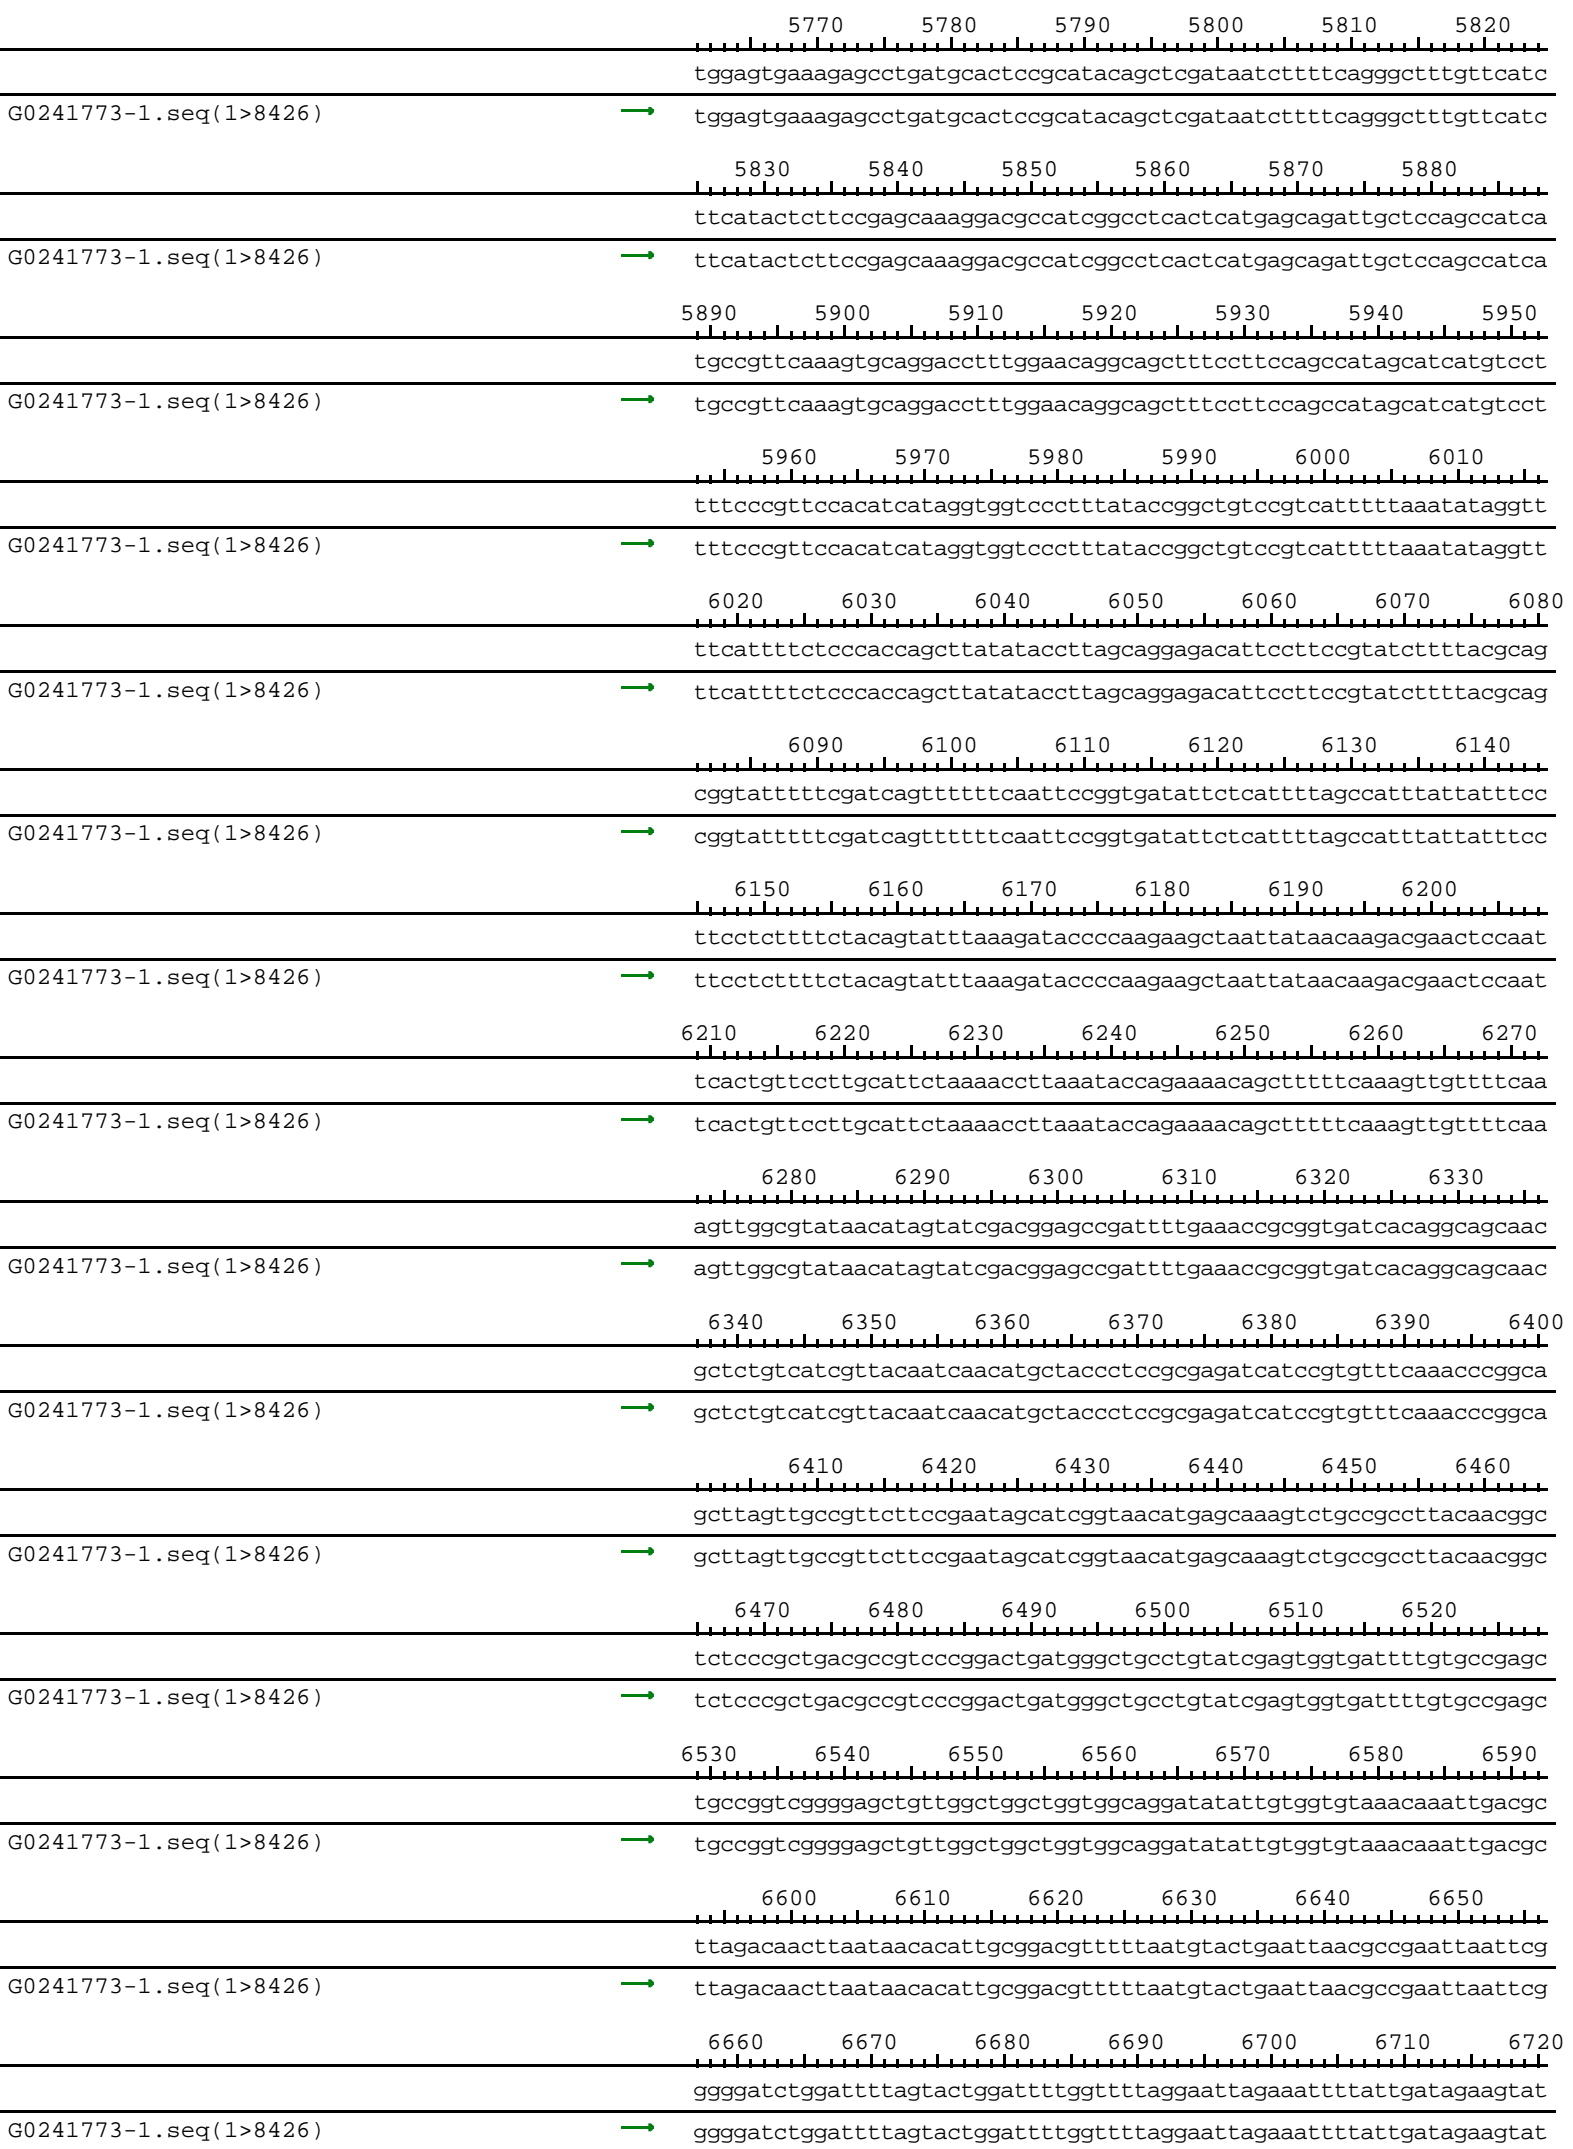 5770 5780 5790 5800 5810 5820
tggagtgaaagagcctgatgcactccgcatacagctcgataatcttttcagggctttgttcatc
G0241773-1.seq(1>8426) → tggagtgaaagagcctgatgcactccgcatacagctcgataatcttttcagggctttgttcatc
5830 5840 5850 5860 5870 5880
ttcatactcttccgagcaaaggacgccatcggcctcactcatgagcagattgctccagccatca
G0241773-1.seq(1>8426) → ttcatactcttccgagcaaaggacgccatcggcctcactcatgagcagattgctccagccatca
5890 5900 5910 5920 5930 5940 5950
tgccgttcaaagtgcaggacctttggaacaggcagctttccttccagccatagcatcatgtcct
G0241773-1.seq(1>8426) → tgccgttcaaagtgcaggacctttggaacaggcagctttccttccagccatagcatcatgtcct
5960 5970 5980 5990 6000 6010
tttcccgttccacatcataggtggtccctttataccggctgtccgtcatttttaaatataggtt
G0241773-1.seq(1>8426) → tttcccgttccacatcataggtggtccctttataccggctgtccgtcatttttaaatataggtt
6020 6030 6040 6050 6060 6070 6080
ttcattttctcccaccagcttatataccttagcaggagacattccttccgtatcttttacgcag
G0241773-1.seq(1>8426) → ttcattttctcccaccagcttatataccttagcaggagacattccttccgtatcttttacgcag
6090 6100 6110 6120 6130 6140
cggtatttttcgatcagttttttcaattccggtgatattctcattttagccatttattatttcc
G0241773-1.seq(1>8426) → cggtatttttcgatcagttttttcaattccggtgatattctcattttagccatttattatttcc
6150 6160 6170 6180 6190 6200
ttcctcttttctacagtatttaaagataccccaagaagctaattataacaagacgaactccaat
G0241773-1.seq(1>8426) → ttcctcttttctacagtatttaaagataccccaagaagctaattataacaagacgaactccaat
6210 6220 6230 6240 6250 6260 6270
tcactgttccttgcattctaaaaccttaaataccagaaaacagctttttcaaagttgttttcaa
G0241773-1.seq(1>8426) → tcactgttccttgcattctaaaaccttaaataccagaaaacagctttttcaaagttgttttcaa
6280 6290 6300 6310 6320 6330
agttggcgtataacatagtatcgacggagccgattttgaaaccgcggtgatcacaggcagcaac
G0241773-1.seq(1>8426) → agttggcgtataacatagtatcgacggagccgattttgaaaccgcggtgatcacaggcagcaac
6340 6350 6360 6370 6380 6390 6400
gctctgtcatcgttacaatcaacatgctaccctccgcgagatcatccgtgtttcaaacccggca
G0241773-1.seq(1>8426) → gctctgtcatcgttacaatcaacatgctaccctccgcgagatcatccgtgtttcaaacccggca
6410 6420 6430 6440 6450 6460
gcttagttgccgttcttccgaatagcatcggtaacatgagcaaagtctgccgccttacaacggc
G0241773-1.seq(1>8426) → gcttagttgccgttcttccgaatagcatcggtaacatgagcaaagtctgccgccttacaacggc
6470 6480 6490 6500 6510 6520
tctcccgctgacgccgtcccggactgatgggctgcctgtatcgagtggtgattttgtgccgagc
G0241773-1.seq(1>8426) → tctcccgctgacgccgtcccggactgatgggctgcctgtatcgagtggtgattttgtgccgagc
6530 6540 6550 6560 6570 6580 6590
tgccggtcggggagctgttggctggctggtggcaggatatattgtggtgtaaacaaattgacgc
G0241773-1.seq(1>8426) → tgccggtcggggagctgttggctggctggtggcaggatatattgtggtgtaaacaaattgacgc
6600 6610 6620 6630 6640 6650
ttagacaacttaataacacattgcggacgtttttaatgtactgaattaacgccgaattaattcg
G0241773-1.seq(1>8426) → ttagacaacttaataacacattgcggacgtttttaatgtactgaattaacgccgaattaattcg
6660 6670 6680 6690 6700 6710 6720
ggggatctggattttagtactggattttggttttaggaattagaaattttattgatagaagtat
G0241773-1.seq(1>8426) → ggggatctggattttagtactggattttggttttaggaattagaaattttattgatagaagtat